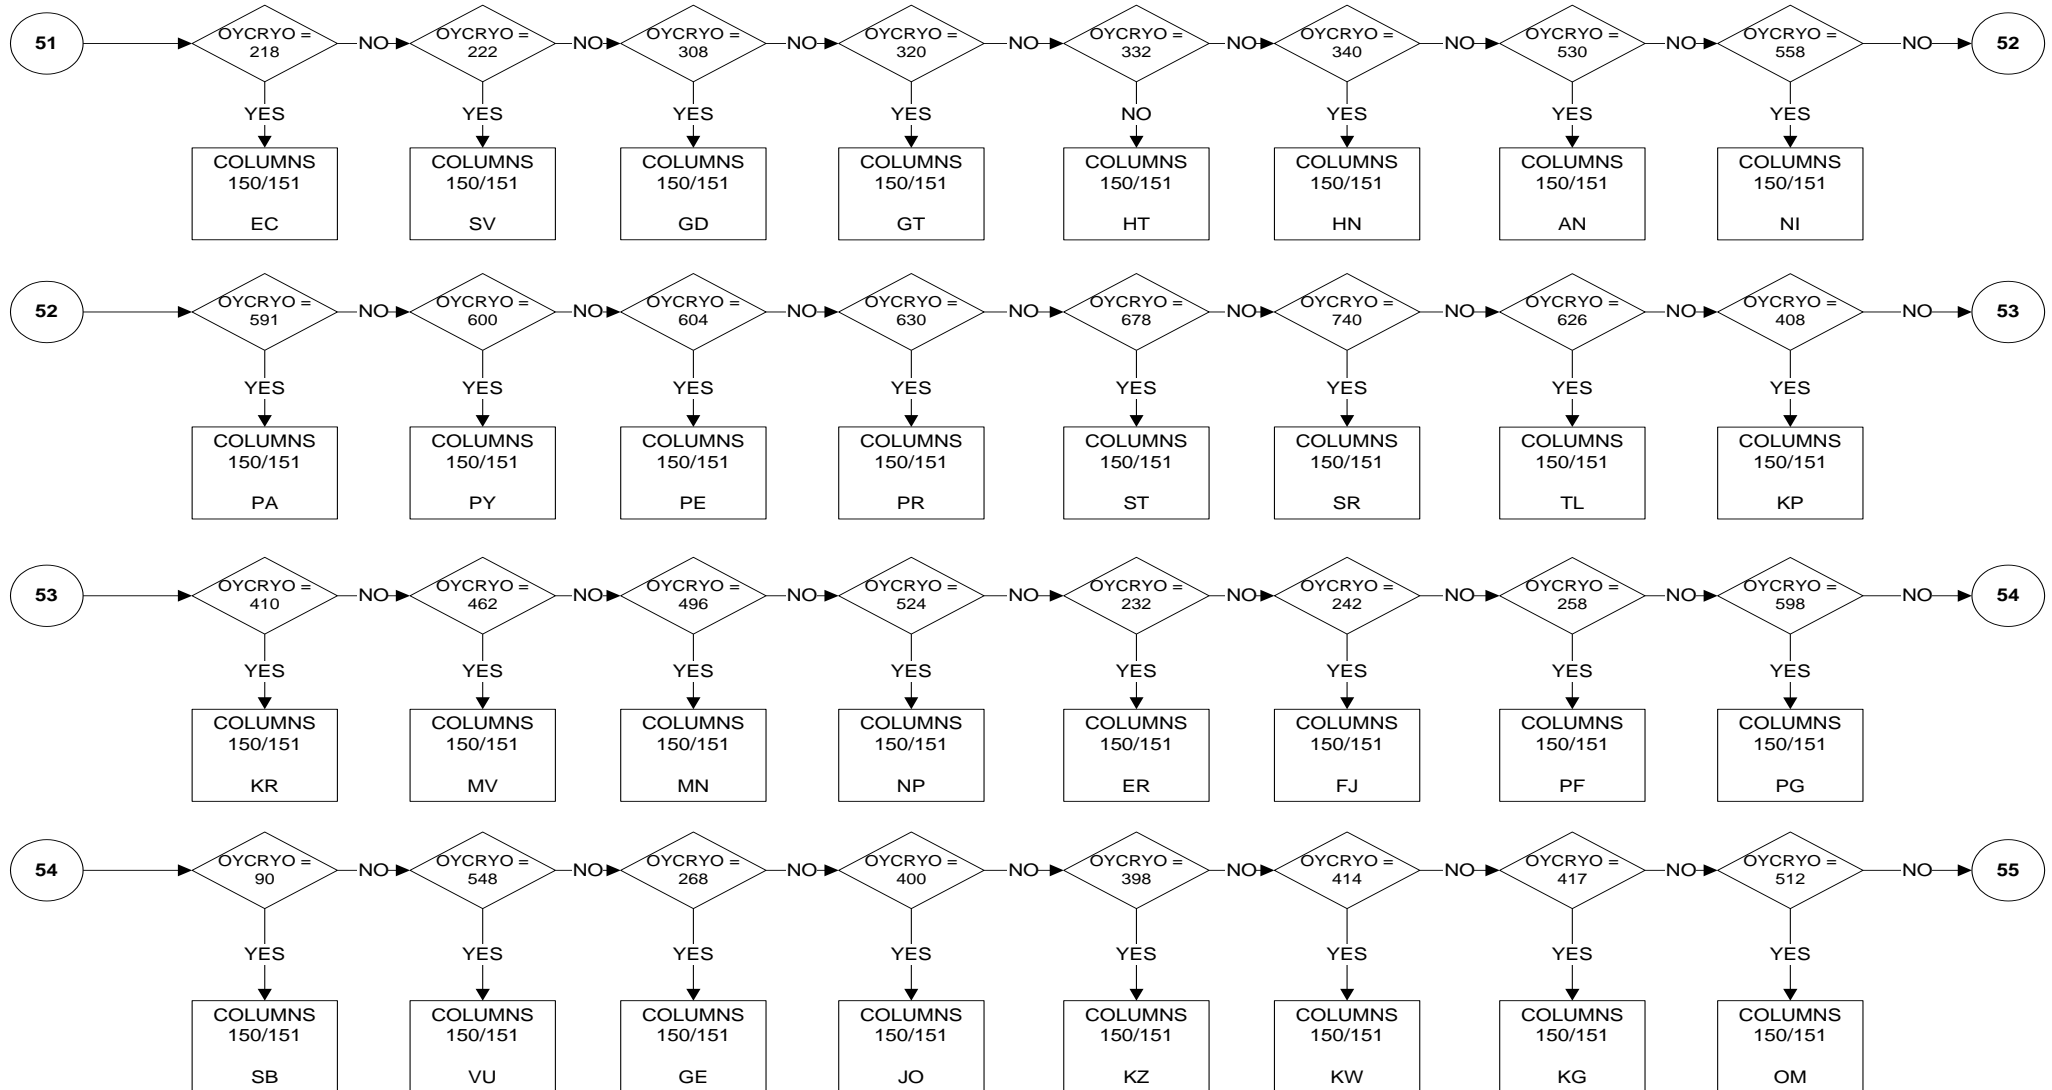 51 OYCRYO = OYCRYO = OYCRYO = OYCRYO = OYCRYO = OYCRYO = OYCRYO = OYCRYO = 52
218 NO 222 NO 308 NO 320 NO 332 NO 340 NO 530 NO 558 NO
YES YES YES YES NO YES YES YES
COLUMNS COLUMNS COLUMNS COLUMNS COLUMNS COLUMNS COLUMNS COLUMNS
150/151 150/151 150/151 150/151 150/151 150/151 150/151 150/151
EC SV GD GT HT HN AN NI
52 OYCRYO = OYCRYO = OYCRYO = OYCRYO = OYCRYO = OYCRYO = OYCRYO = OYCRYO = 53
591 NO 600 NO 604 NO 630 NO 678 NO 740 NO 626 NO 408 NO
YES YES YES YES YES YES YES YES
COLUMNS COLUMNS COLUMNS COLUMNS COLUMNS COLUMNS COLUMNS COLUMNS
150/151 150/151 150/151 150/151 150/151 150/151 150/151 150/151
PA PY PE PR ST SR TL KP
53 OYCRYO = OYCRYO = OYCRYO = OYCRYO = OYCRYO = OYCRYO = OYCRYO = OYCRYO = 54
410 NO 462 NO 496 NO 524 NO 232 NO 242 NO 258 NO 598 NO
YES YES YES YES YES YES YES YES
COLUMNS COLUMNS COLUMNS COLUMNS COLUMNS COLUMNS COLUMNS COLUMNS
150/151 150/151 150/151 150/151 150/151 150/151 150/151 150/151
KR MV MN NP ER FJ PF PG
54 OYCRYO = OYCRYO = OYCRYO = OYCRYO = OYCRYO = OYCRYO = OYCRYO = OYCRYO = 55
90 NO 548 NO 268 NO 400 NO 398 NO 414 NO 417 NO 512 NO
YES YES YES YES YES YES YES YES
COLUMNS COLUMNS COLUMNS COLUMNS COLUMNS COLUMNS COLUMNS COLUMNS
150/151 150/151 150/151 150/151 150/151 150/151 150/151 150/151
SB VU GE JO KZ KW KG OM